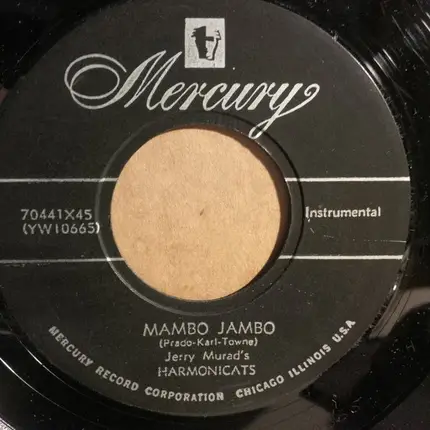 Mercury
70441X45
(YW10665)
Instrumental
MAMBO JAMBO
(Prado-Karl-Towne)
Jerry Murad's
HARMONICATS
MERCURY RECORD CORPORATION CHICAGO ILLINOIS U.S.A